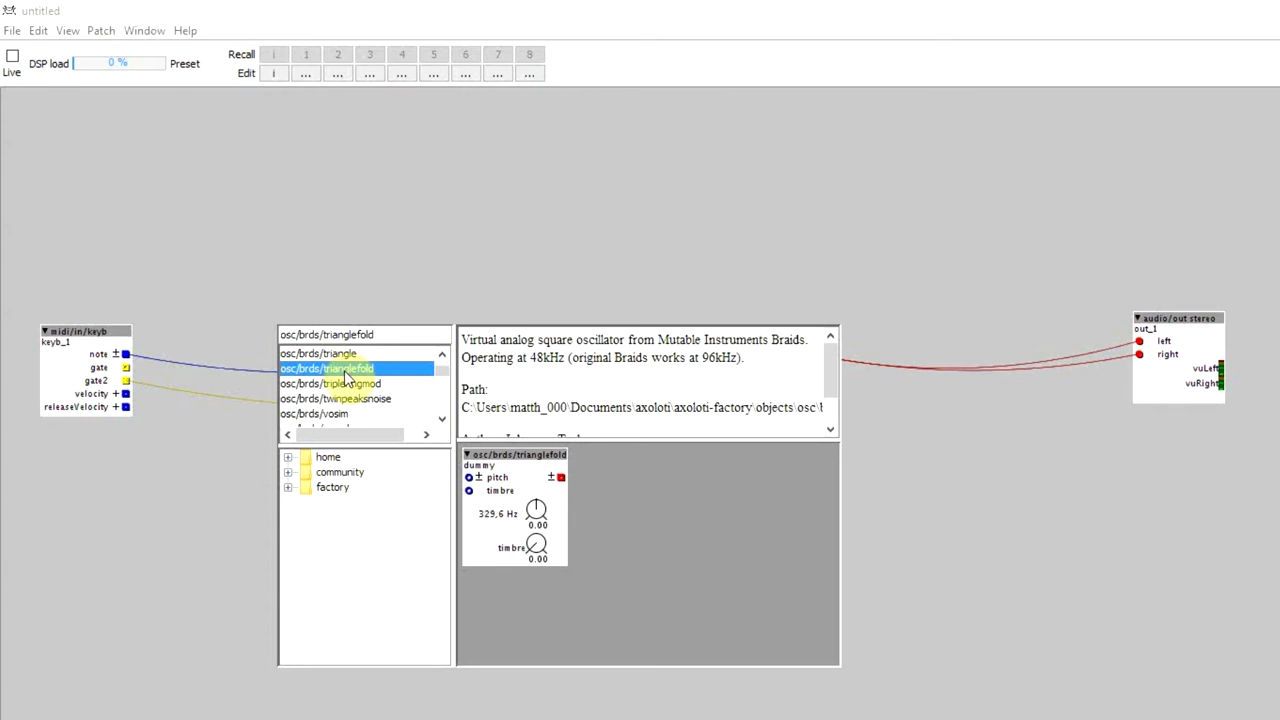 untitled
File Edit View Patch Window Help
Live
DSP load 0 % Preset
Recall i 1 2 3 4 5 6 7 8
Edit i ... ... ... ... ... ... ... ...
midi/in/keyb
keyb_1
note
gate
gate2
velocity
releaseVelocity
osc/brds/trianglefold
osc/brds/triangle
osc/brds/trianglefold
osc/brds/tripleringmod
osc/brds/twinpeaksnoise
osc/brds/vosim
home
community
factory
Virtual analog square oscillator from Mutable Instruments Braids.
Operating at 48kHz (original Braids works at 96kHz).
Path:
C:\Users\matth_000\Documents\axoloti\axoloti-factory\objects\osc\
osc/brds/trianglefold
dummy
pitch
timbre
329,6 Hz
0.00
timbre
0.00
audio/out stereo
out_1
left
right
vuLeft
vuRight